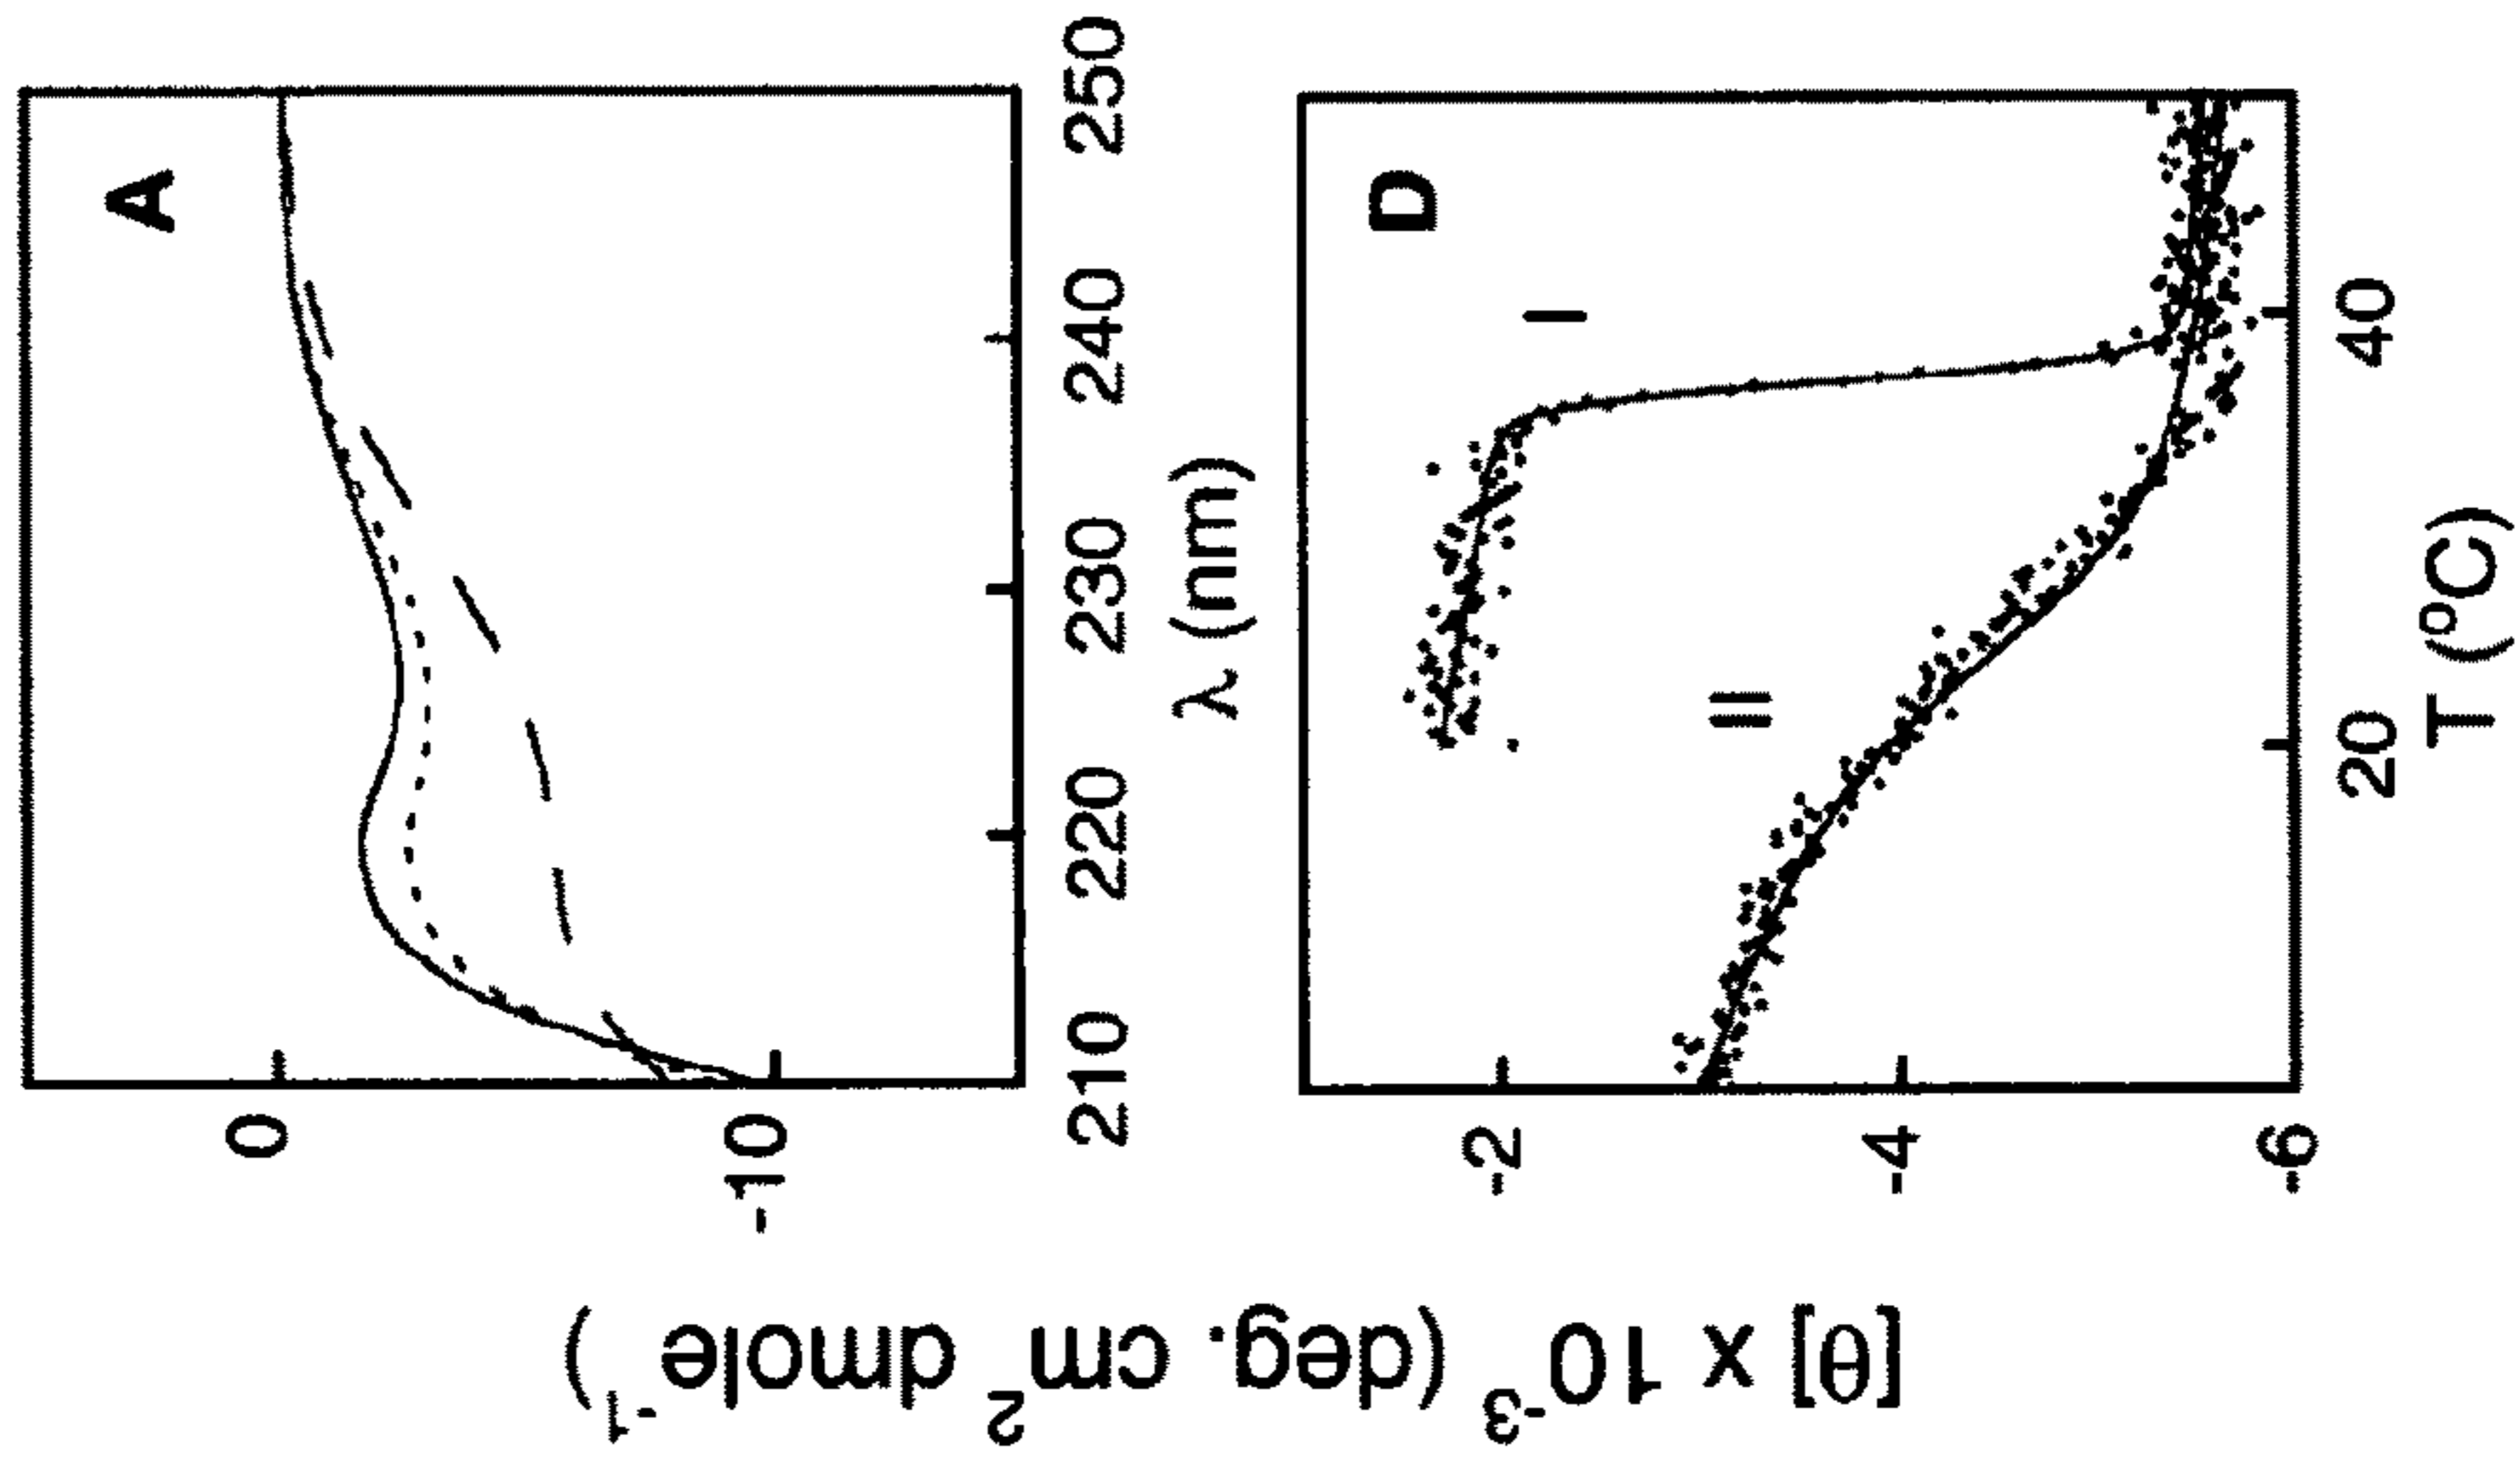 [θ] x 10-3 (deg. cm2 dmole-1)
A
0
-10
210 220 230 240 250
λ (nm)
D
I
II
-2
-4
-6
20 40
T (ºC)